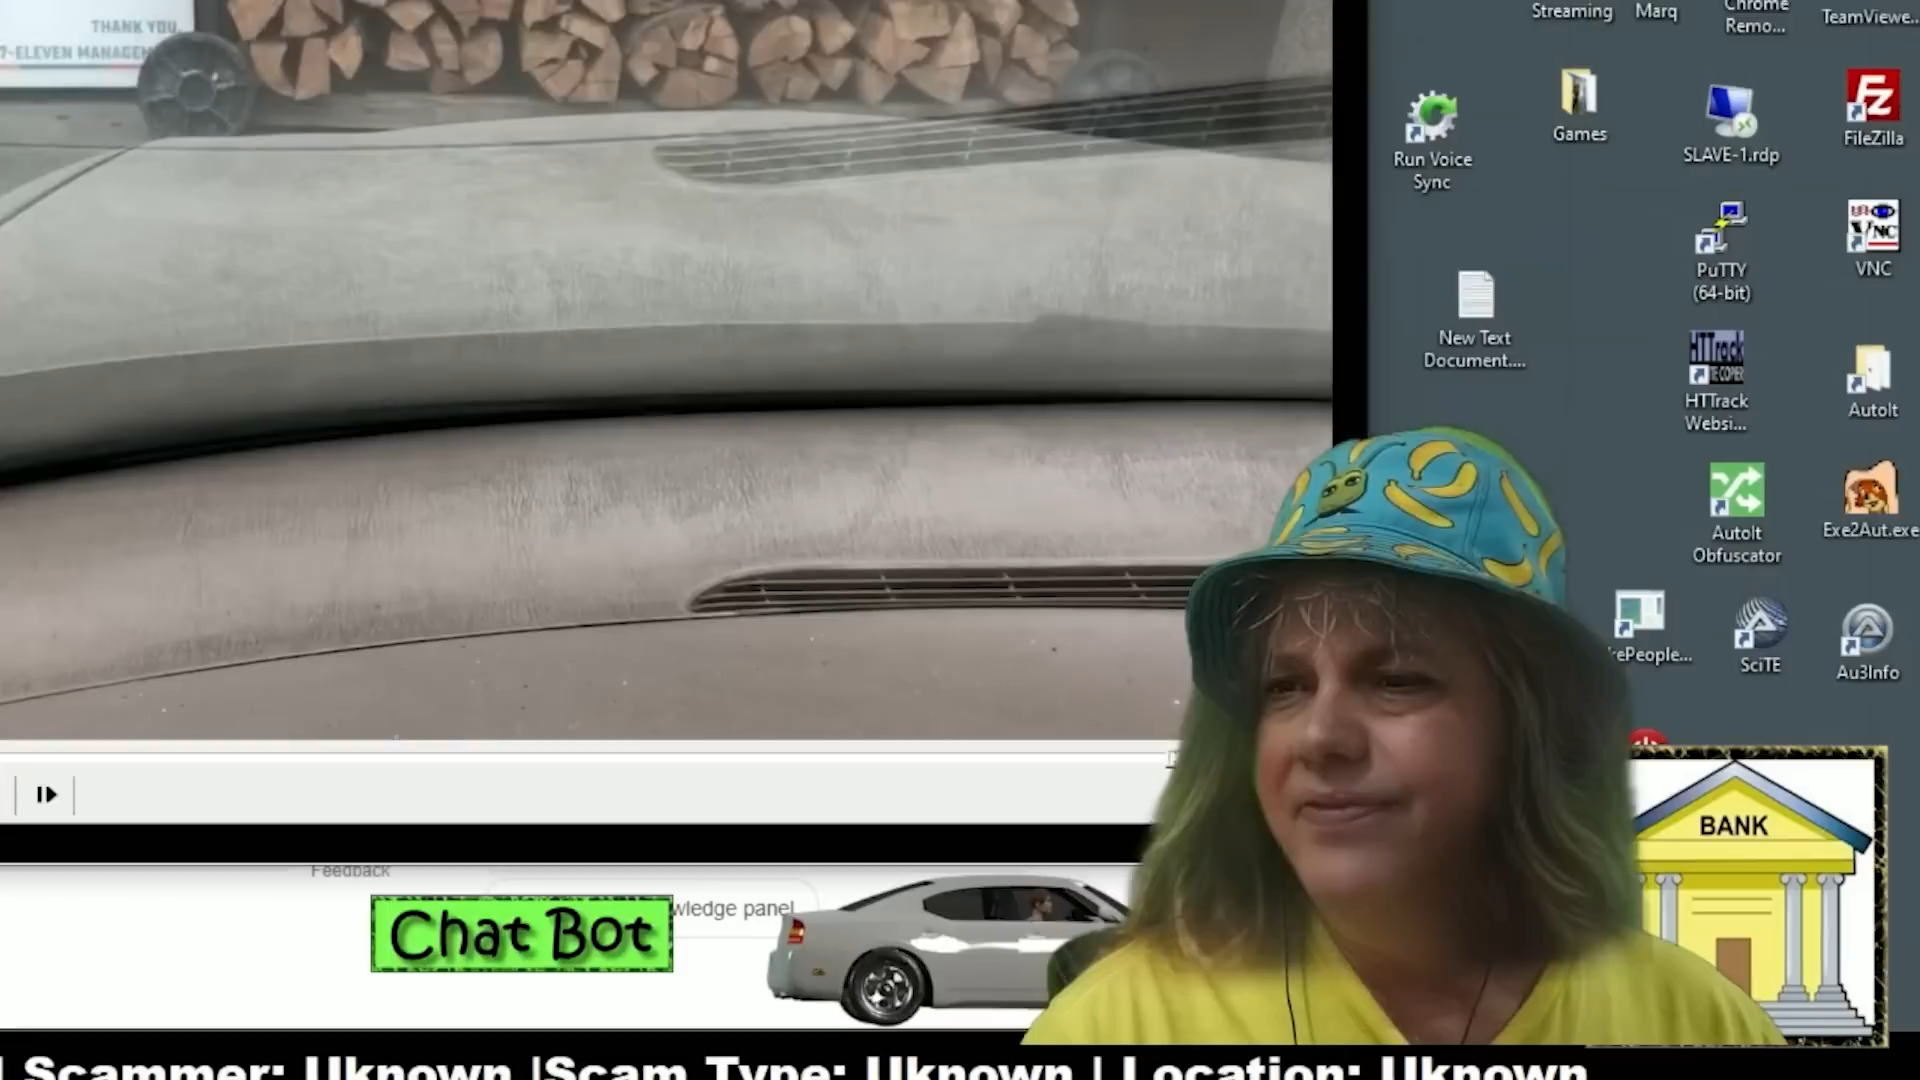 THANK YOU,
7-ELEVEN MANAGEM
Streaming
Marq
Chrome
Remo...
TeamViewe...
Run Voice
Sync
Games
SLAVE-1.rdp
FileZilla
PuTTY
(64-bit)
VNC
New Text
Document....
HTTrack
Websi...
AutoIt
AutoIt
Obfuscator
Exe2Aut.exe
kePeople...
SciTE
Au3Info
BANK
Feedback
wledge panel
Chat Bot
Scammer: Uknown |Scam Type: Uknown | Location: Uknown